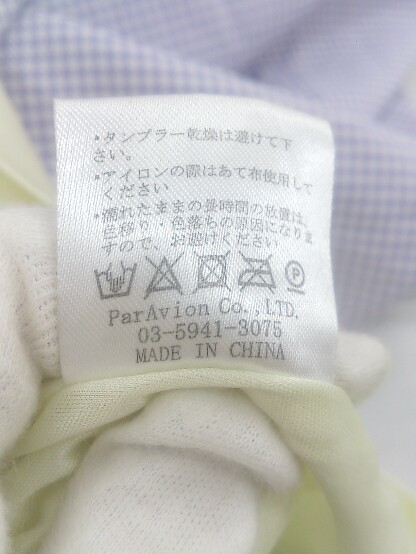 ・タンブラー乾燥は避けて下
さい。
・アイロンの際はあて布使用して
ください
・濡れたままの長時間の放置は、
色移り・色落ちの原因になりま
すので、お避けください
P
ParAvion Co.,LTD.
03-5941-3075
MADE IN CHINA